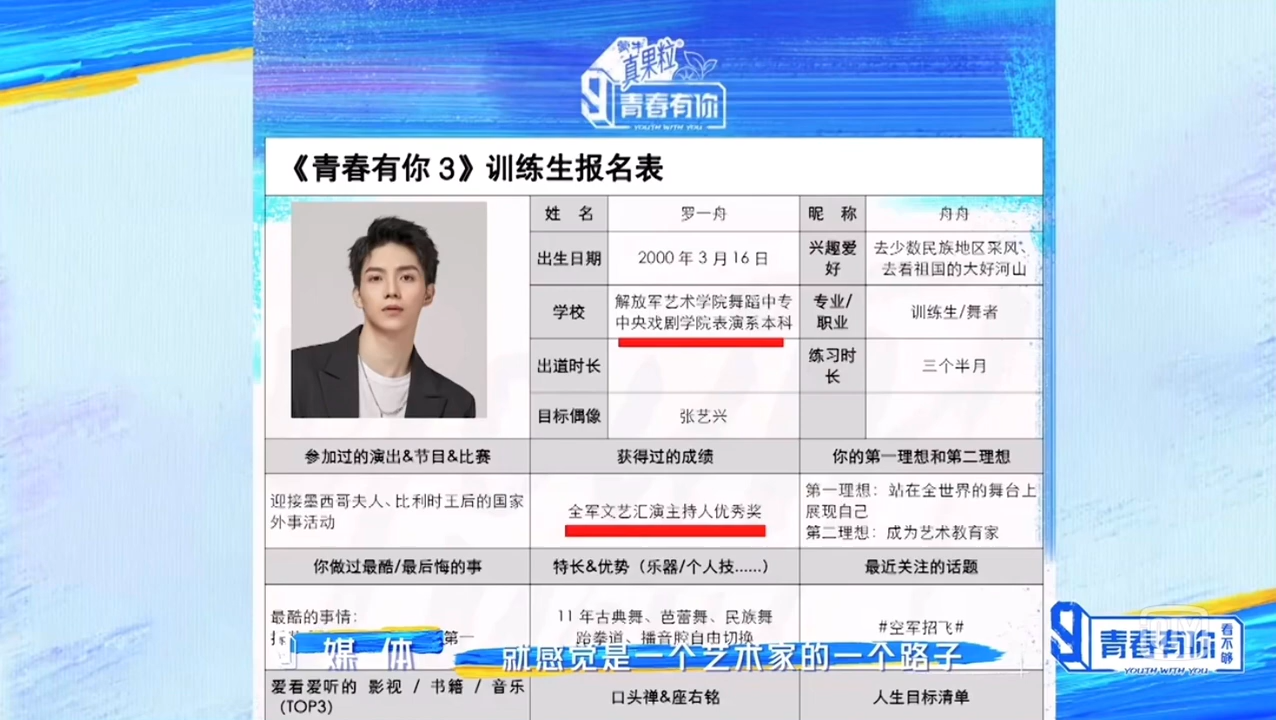 蒙牛
真果粒
青春有你
YOUTH WITH YOU
《青春有你 3》训练生报名表
姓 名
罗一舟
昵 称
舟舟
出生日期
2000 年 3 月 16 日
兴趣爱好
去少数民族地区采风、
去看祖国的大好河山
学校
解放军艺术学院舞蹈中专
中央戏剧学院表演系本科
专业/
职业
训练生/舞者
出道时长
练习时长
三个半月
目标偶像
张艺兴
参加过的演出&节目&比赛
获得过的成绩
你的第一理想和第二理想
迎接墨西哥夫人、比利时王后的国家
外事活动
全军文艺汇演主持人优秀奖
第一理想：站在全世界的舞台上
展现自己
第二理想：成为艺术教育家
你做过最酷/最后悔的事
特长&优势（乐器/个人技……）
最近关注的话题
最酷的事情：
第一
11 年古典舞、芭蕾舞、民族舞
跆拳道、播音腔自由切换
#空军招飞#
媒体
就感觉是一个艺术家的一个路子
爱看爱听的 影视 / 书籍 / 音乐
（TOP3）
口头禅&座右铭
人生目标清单
青春有你
看不够
YOUTH WITH YOU